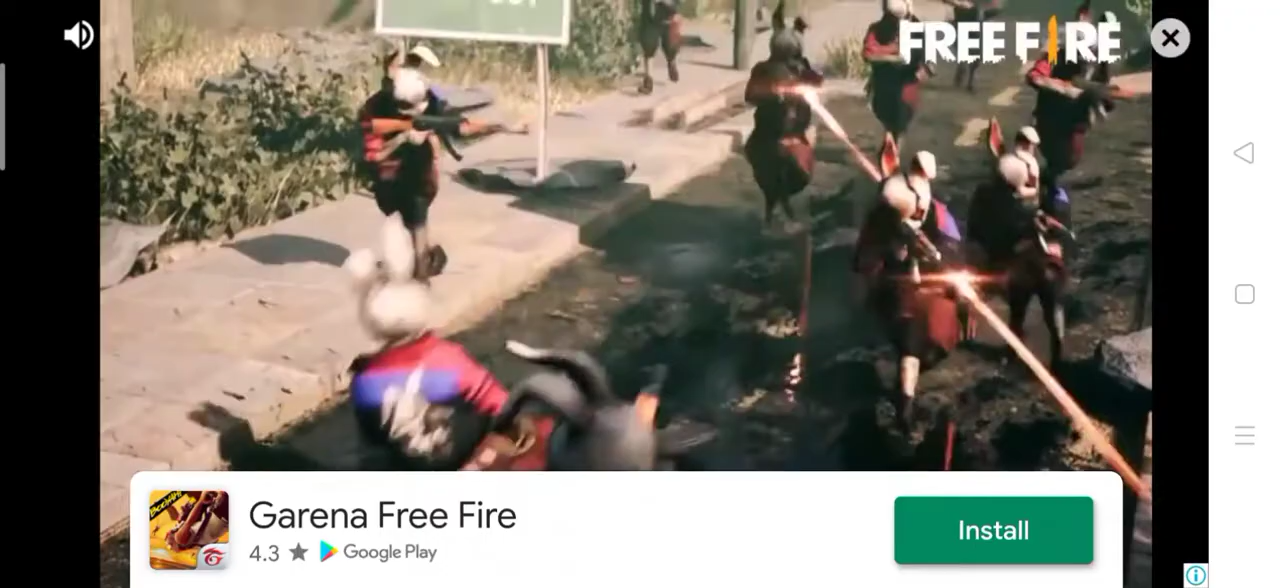 FREE FIRE
Garena Free Fire
4.3 ★ Google Play
Install